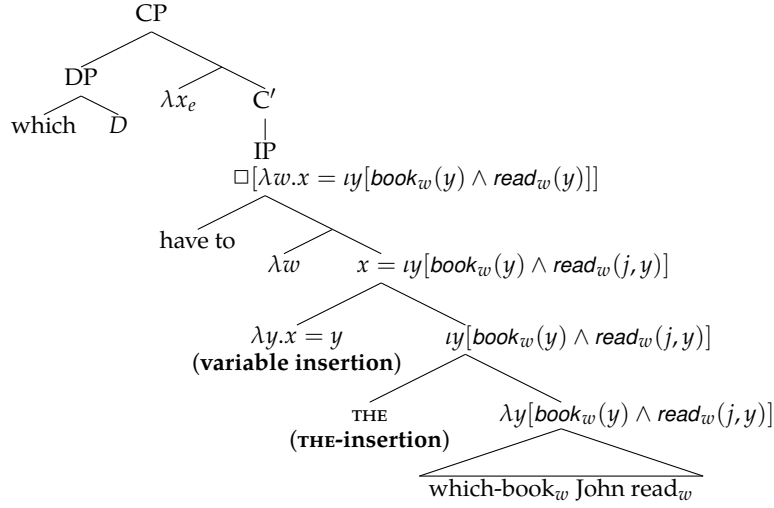 CP
DP
λxₑ C′
which D
IP
□[λw.x = ιy[book_w(y) ∧ read_w(y)]]
have to
λw x = ιy[book_w(y) ∧ read_w(j, y)]
λy.x = y ιy[book_w(y) ∧ read_w(j, y)]
(variable insertion)
THE λy[book_w(y) ∧ read_w(j, y)]
(THE-insertion)
which-book_w John read_w